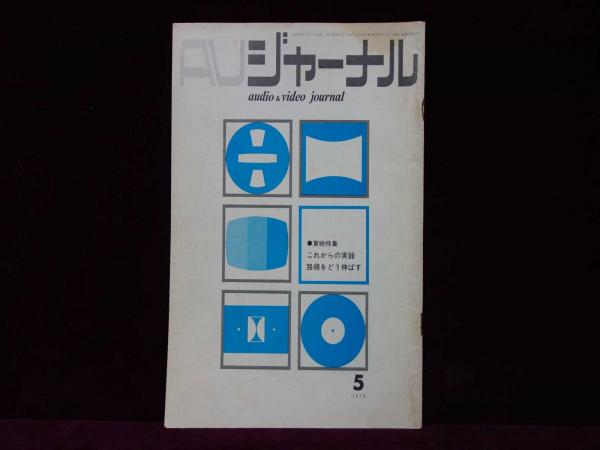 AVジャーナル
audio & video journal
●東映特集
これからの実録
路線をどう伸ばす
5